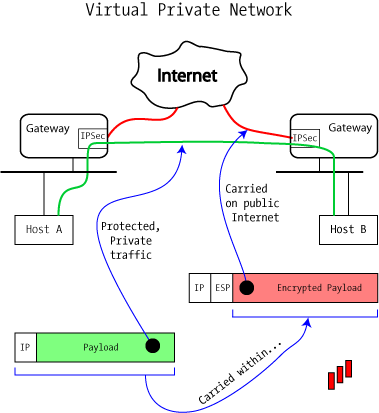 Virtual Private Network
Internet
Gateway
IPSec
Gateway
IPSec
Host A
Host B
Protected,
Private
traffic
Carried
on public
Internet
IP
ESP
Encrypted Payload
IP
Payload
Carried within...